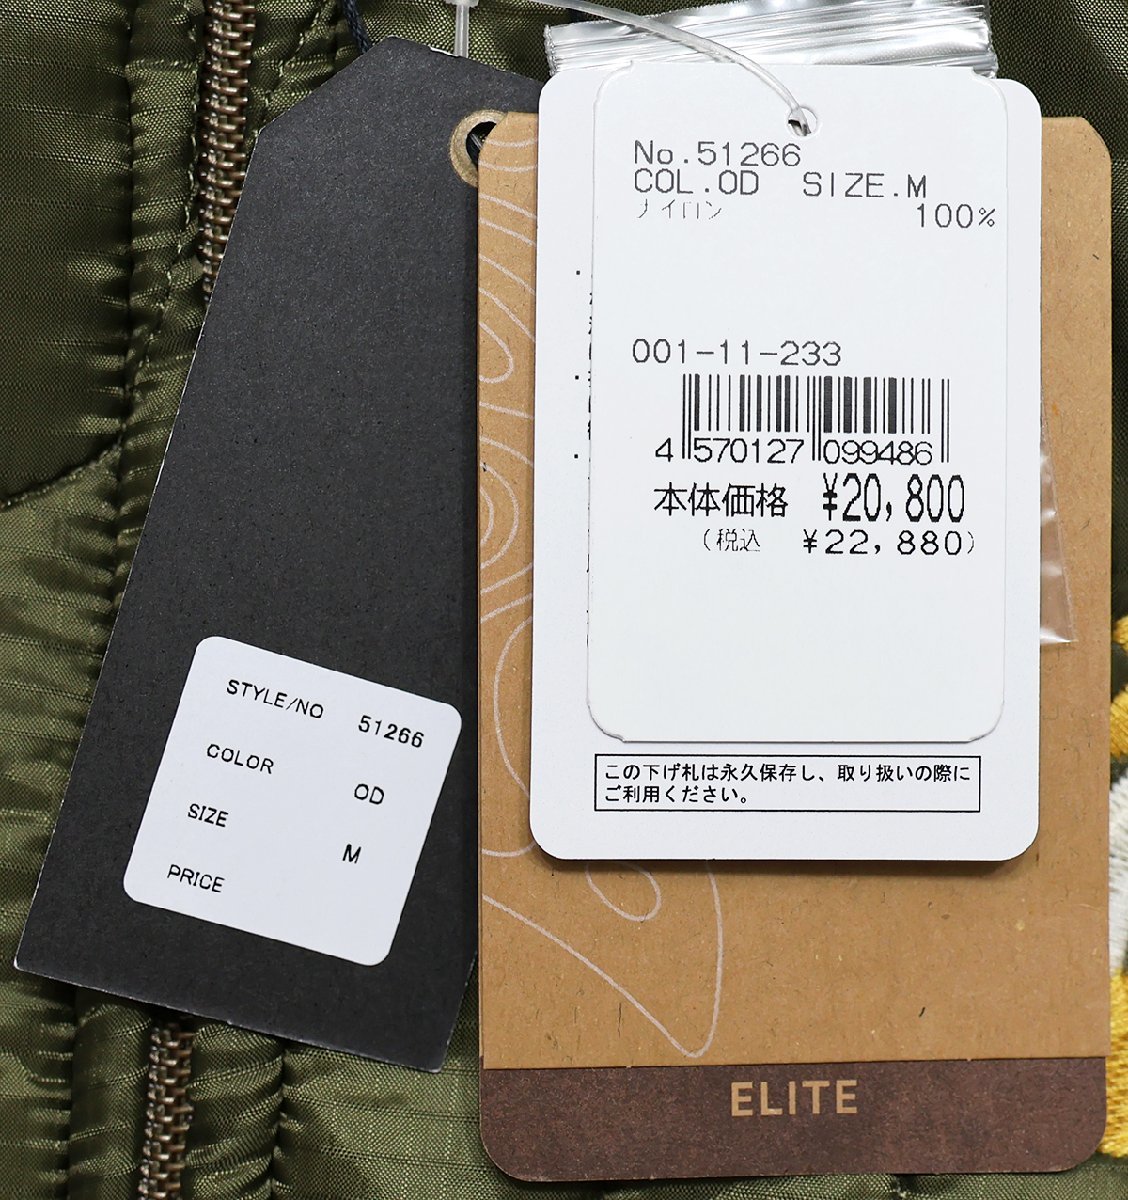 No.51266
COL.OD SIZE.M
ナイロン 100%
001-11-233
4 570127 099486
本体価格 ¥20,800
(税込 ¥22,880)
この下げ札は永久保存し、取り扱いの際に
ご利用ください。
STYLE/NO 51266
COLOR OD
SIZE M
PRICE
ELITE